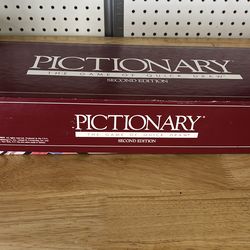 PICTIONARY
THE GAME OF QUICK DRAW
SECOND EDITION
PICTIONARY
THE GAME OF QUICK DRAW
SECOND EDITION